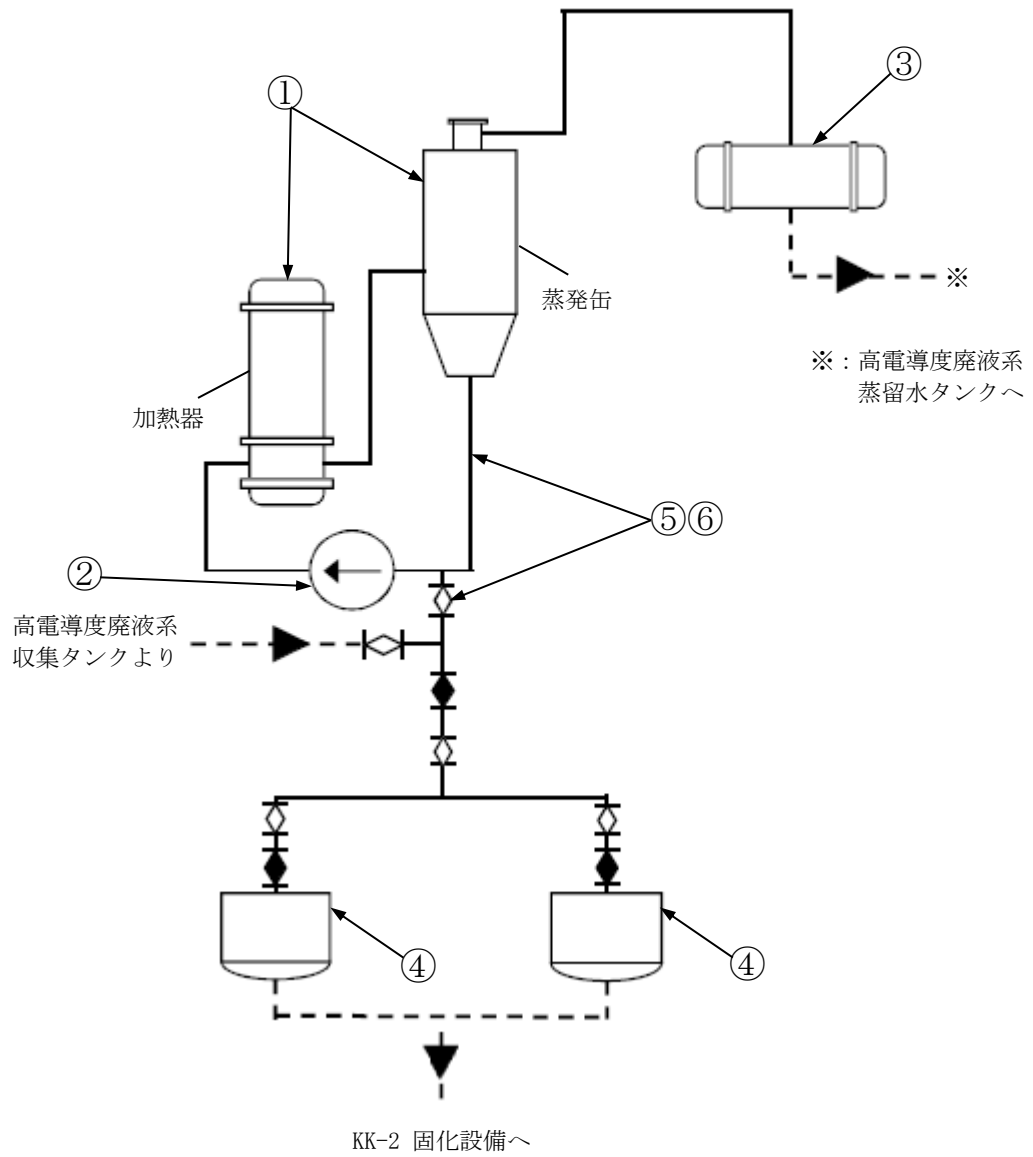 ①
③
蒸発缶
※
※：高電導度廃液系
蒸留水タンクへ
加熱器
⑤⑥
②
高電導度廃液系
収集タンクより
④
④
KK-2 固化設備へ